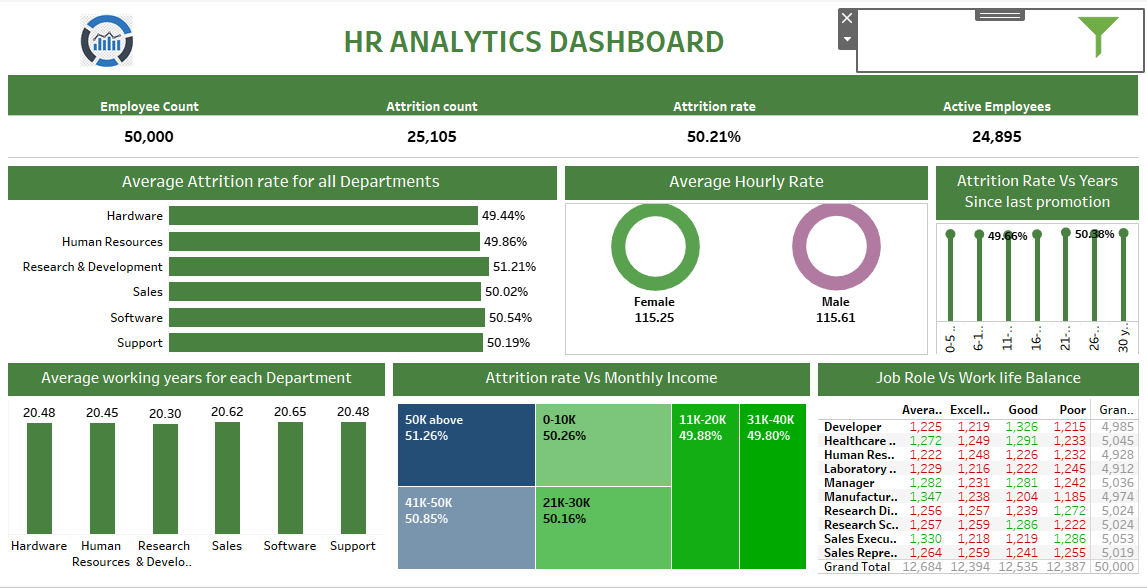 HR ANALYTICS DASHBOARD
Employee Count Attrition count Attrition rate Active Employees
50,000 25,105 50.21% 24,895
Average Attrition rate for all Departments
Hardware 49.44%
Human Resources 49.86%
Research & Development 51.21%
Sales 50.02%
Software 50.54%
Support 50.19%
Average Hourly Rate
Female
115.25
Male
115.61
Attrition Rate Vs Years
Since last promotion
49.66% 50.38%
0-5 .. 6-1.. 11-.. 16-.. 21-.. 26-.. 30 y..
Average working years for each Department
20.48 20.45 20.30 20.62 20.65 20.48
Hardware Human Research Sales Software Support
Resources & Develo..
Attrition rate Vs Monthly Income
50K above
51.26%
0-10K
50.26%
11K-20K
49.88%
31K-40K
49.80%
41K-50K
50.85%
21K-30K
50.16%
Job Role Vs Work life Balance
Avera.. Excell.. Good Poor Gran..
Developer 1,225 1,219 1,326 1,215 4,985
Healthcare .. 1,272 1,249 1,291 1,233 5,045
Human Res.. 1,222 1,248 1,226 1,232 4,928
Laboratory .. 1,229 1,216 1,222 1,245 4,912
Manager 1,282 1,231 1,281 1,242 5,036
Manufactur.. 1,347 1,238 1,204 1,185 4,974
Research Di.. 1,256 1,257 1,239 1,272 5,024
Research Sc.. 1,257 1,259 1,286 1,222 5,024
Sales Execu.. 1,330 1,218 1,219 1,286 5,053
Sales Repre.. 1,264 1,259 1,241 1,255 5,019
Grand Total 12,684 12,394 12,535 12,387 50,000